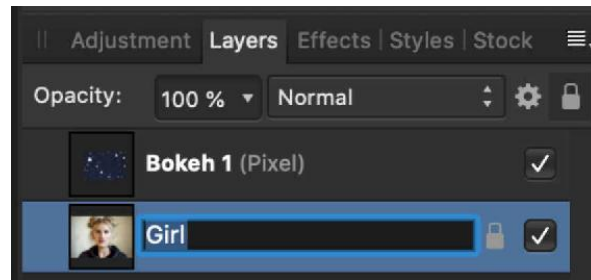 Adjustment Layers Effects | Styles | Stock
Opacity: 100 % Normal
Bokeh 1 (Pixel)
Girl